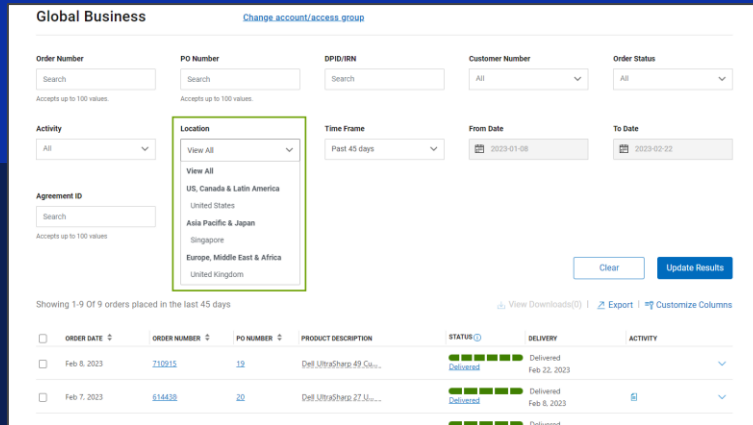 Global Business
Change account/access group
Order Number
PO Number
DPID/IRN
Customer Number
Order Status
Search
Search
Search
All
All
Accepts up to 100 values.
Accepts up to 100 values.
Activity
Location
Time Frame
From Date
To Date
All
View All
Past 45 days
2023-01-08
2023-02-22
View All
US, Canada & Latin America
United States
Asia Pacific & Japan
Singapore
Europe, Middle East & Africa
United Kingdom
Agreement ID
Search
Accepts up to 100 values
Clear
Update Results
Showing 1-9 Of 9 orders placed in the last 45 days
View Downloads(0) | Export | Customize Columns
ORDER DATE
ORDER NUMBER
PO NUMBER
PRODUCT DESCRIPTION
STATUS
DELIVERY
ACTIVITY
Feb 8, 2023
710915
19
Dell UltraSharp 49 Cu...
Delivered
Delivered
Feb 22, 2023
Feb 7, 2023
614438
20
Dell UltraSharp 27 U...
Delivered
Delivered
Feb 8, 2023
Delivered